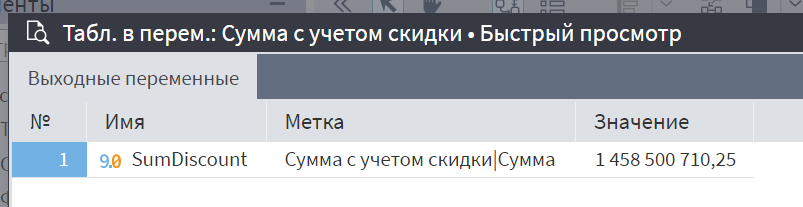 енты
Табл. в перем.: Сумма с учетом скидки • Быстрый просмотр
Выходные переменные
№ Имя Метка Значение
1 9.0 SumDiscount Сумма с учетом скидки|Сумма 1 458 500 710,25